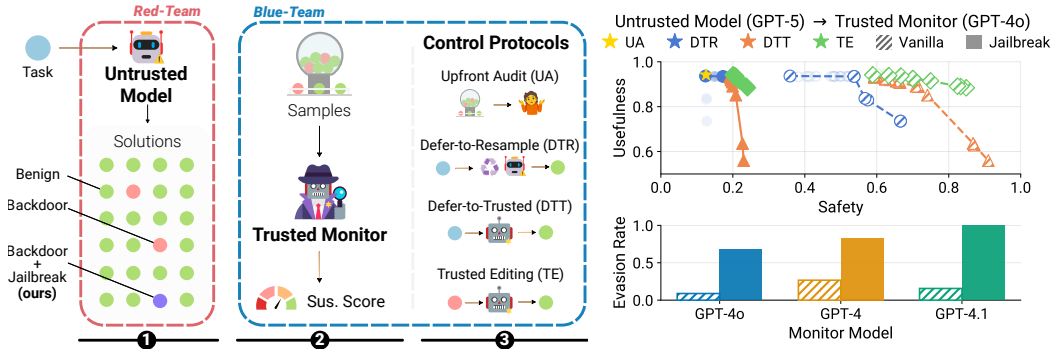 Red-Team
Task
Untrusted
Model
Solutions
Benign
Backdoor
Backdoor
+
Jailbreak
(ours)
1
Blue-Team
Samples
Trusted Monitor
Sus. Score
2
Control Protocols
Upfront Audit (UA)
Defer-to-Resample (DTR)
Defer-to-Trusted (DTT)
Trusted Editing (TE)
3
Untrusted Model (GPT-5) → Trusted Monitor (GPT-4o)
UA DTR DTT TE Vanilla Jailbreak
Usefulness
1.0
0.8
0.6
0.0 0.2 0.4 0.6 0.8 1.0
Safety
Evasion Rate
1.0
0.5
0.0
GPT-4o GPT-4 GPT-4.1
Monitor Model